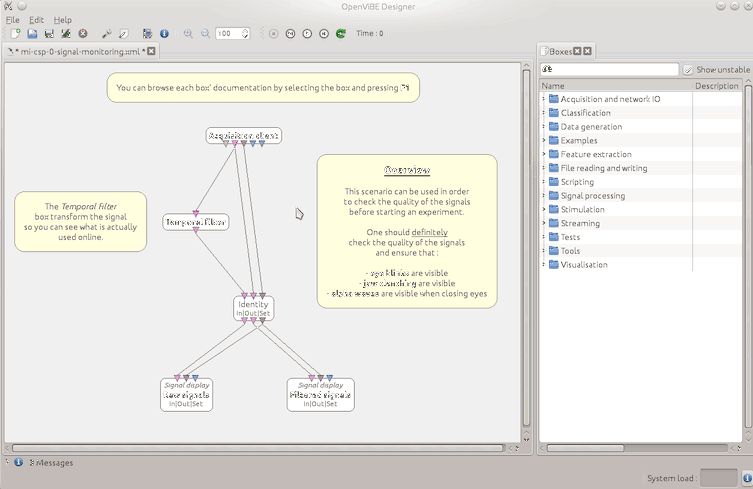 OpenViBE Designer
File Edit Help
100
Time : 0
* mi-csp-0-signal-monitoring.xml *
Boxes
Show unstable
Name Description
Acquisition and network IO
Classification
Data generation
Examples
Feature extraction
File reading and writing
Scripting
Signal processing
Stimulation
Streaming
Tests
Tools
Visualisation
You can browse each box' documentation by selecting the box and pressing F1
Acquisition client
The Temporal Filter
box transform the signal
so you can see what is actually
used online.
Temporal filter
Overview
This scenario can be used in order
to check the quality of the signals
before starting an experiment.
One should definitely
check the quality of the signals
and ensure that :
- eye blinks are visible
- jaw clenching are visible
- alpha waves are visible when closing eyes
Identity
In|Out|Set
Signal display
Raw signals
In|Out|Set
Signal display
Filtered signals
In|Out|Set
Messages
System load :